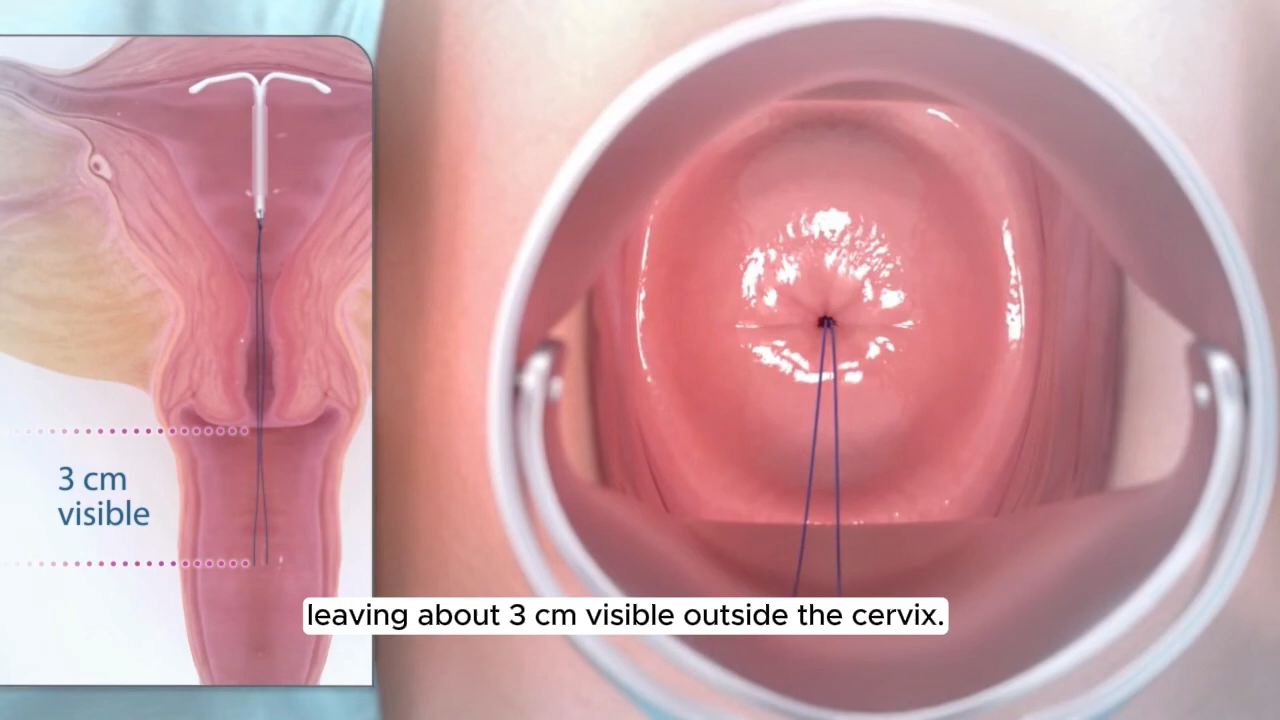 3 cm
visible
leaving about 3 cm visible outside the cervix.